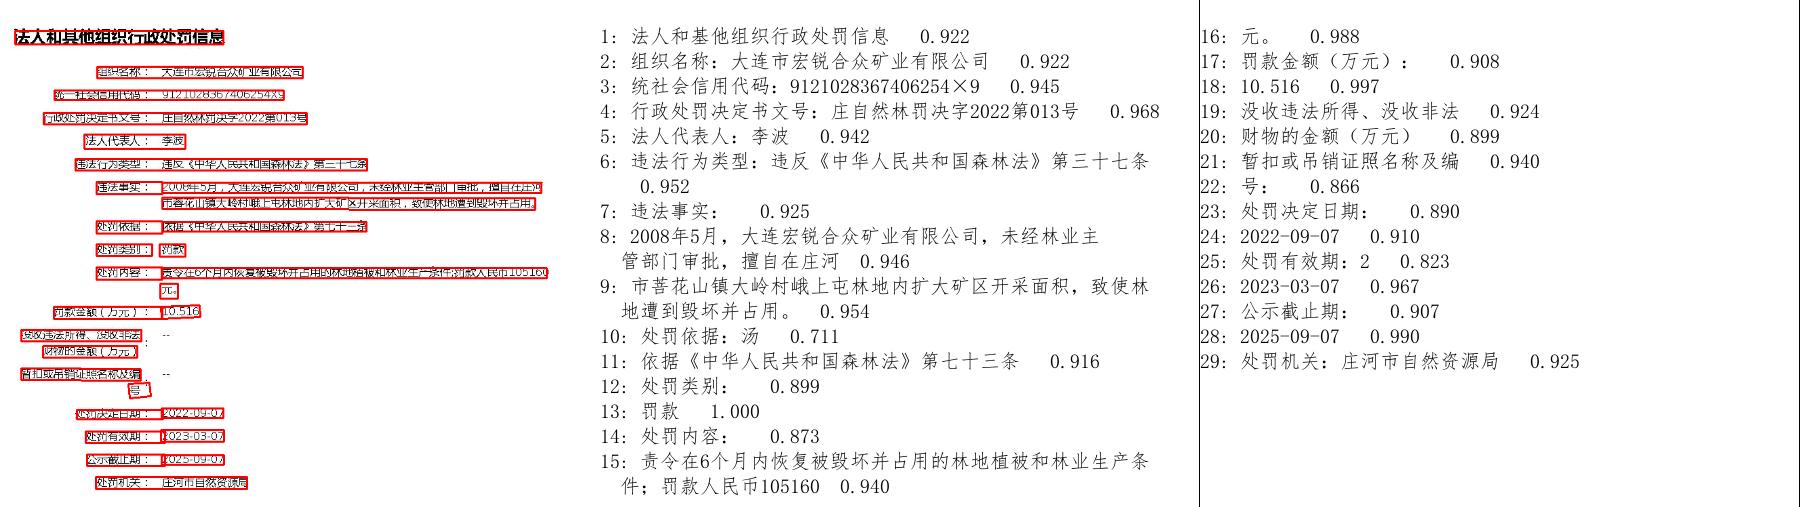 法人和其他组织行政处罚信息
组织名称： 大连市宏锐合众矿业有限公司
统一社会信用代码： 9121028367406254X9
行政处罚决定书文号： 庄自然林罚决字2022第013号
法人代表人： 李波
违法行为类型： 违反《中华人民共和国森林法》第三十七条
违法事实： 2008年5月，大连宏锐合众矿业有限公司，未经林业主管部门审批，擅自在庄河
市菩花山镇大岭村峨上屯林地内扩大矿区开采面积，致使林地遭到毁坏并占用。
处罚依据： 依据《中华人民共和国森林法》第七十三条
处罚类别： 罚款
处罚内容： 责令在6个月内恢复被毁坏并占用的林地植被和林业生产条件;罚款人民币105160
元。
罚款金额（万元）： 10.516
没收违法所得、没收非法 --
财物的金额（万元）：
暂扣或吊销证照名称及编 --
号：
处罚决定日期： 2022-09-07
处罚有效期： 2023-03-07
公示截止期： 2025-09-07
处罚机关： 庄河市自然资源局
1: 法人和基他组织行政处罚信息 0.922
2: 组织名称：大连市宏锐合众矿业有限公司 0.922
3: 统社会信用代码：9121028367406254×9 0.945
4: 行政处罚决定书文号：庄自然林罚决字2022第013号 0.968
5: 法人代表人：李波 0.942
6: 违法行为类型：违反《中华人民共和国森林法》第三十七条
0.952
7: 违法事实： 0.925
8: 2008年5月，大连宏锐合众矿业有限公司，未经林业主
管部门审批，擅自在庄河 0.946
9: 市菩花山镇大岭村峨上屯林地内扩大矿区开采面积，致使林
地遭到毁坏并占用。 0.954
10: 处罚依据：汤 0.711
11: 依据《中华人民共和国森林法》第七十三条 0.916
12: 处罚类别： 0.899
13: 罚款 1.000
14: 处罚内容： 0.873
15: 责令在6个月内恢复被毁坏并占用的林地植被和林业生产条
件；罚款人民币105160 0.940
16: 元。 0.988
17: 罚款金额（万元）： 0.908
18: 10.516 0.997
19: 没收违法所得、没收非法 0.924
20: 财物的金额（万元） 0.899
21: 暂扣或吊销证照名称及编 0.940
22: 号： 0.866
23: 处罚决定日期： 0.890
24: 2022-09-07 0.910
25: 处罚有效期：2 0.823
26: 2023-03-07 0.967
27: 公示截止期： 0.907
28: 2025-09-07 0.990
29: 处罚机关：庄河市自然资源局 0.925